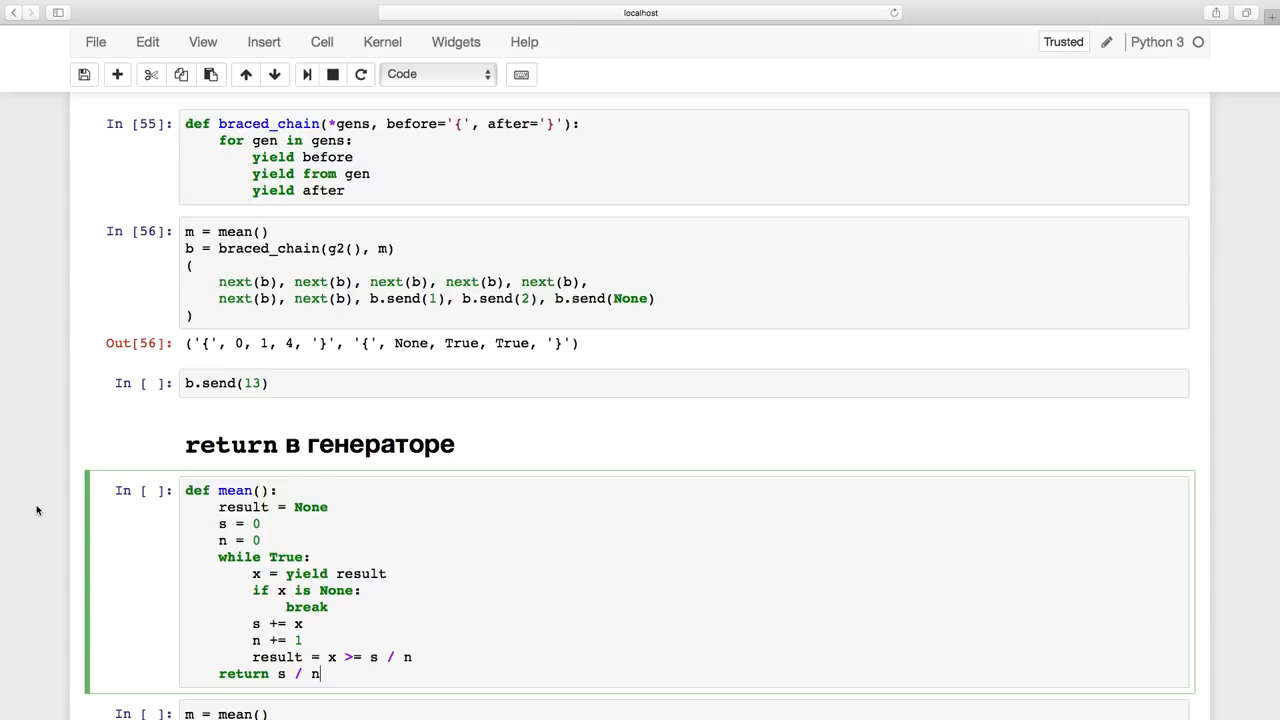 localhost
File Edit View Insert Cell Kernel Widgets Help Trusted Python 3
Code
In [55]: def braced_chain(*gens, before='{', after='}'):
for gen in gens:
yield before
yield from gen
yield after
In [56]: m = mean()
b = braced_chain(g2(), m)
(
next(b), next(b), next(b), next(b), next(b),
next(b), next(b), b.send(1), b.send(2), b.send(None)
)
Out[56]: ('{', 0, 1, 4, '}', '{', None, True, True, '}')
In [ ]: b.send(13)
return в генераторе
In [ ]: def mean():
result = None
s = 0
n = 0
while True:
x = yield result
if x is None:
break
s += x
n += 1
result = x >= s / n
return s / n
In [ ]: m = mean()